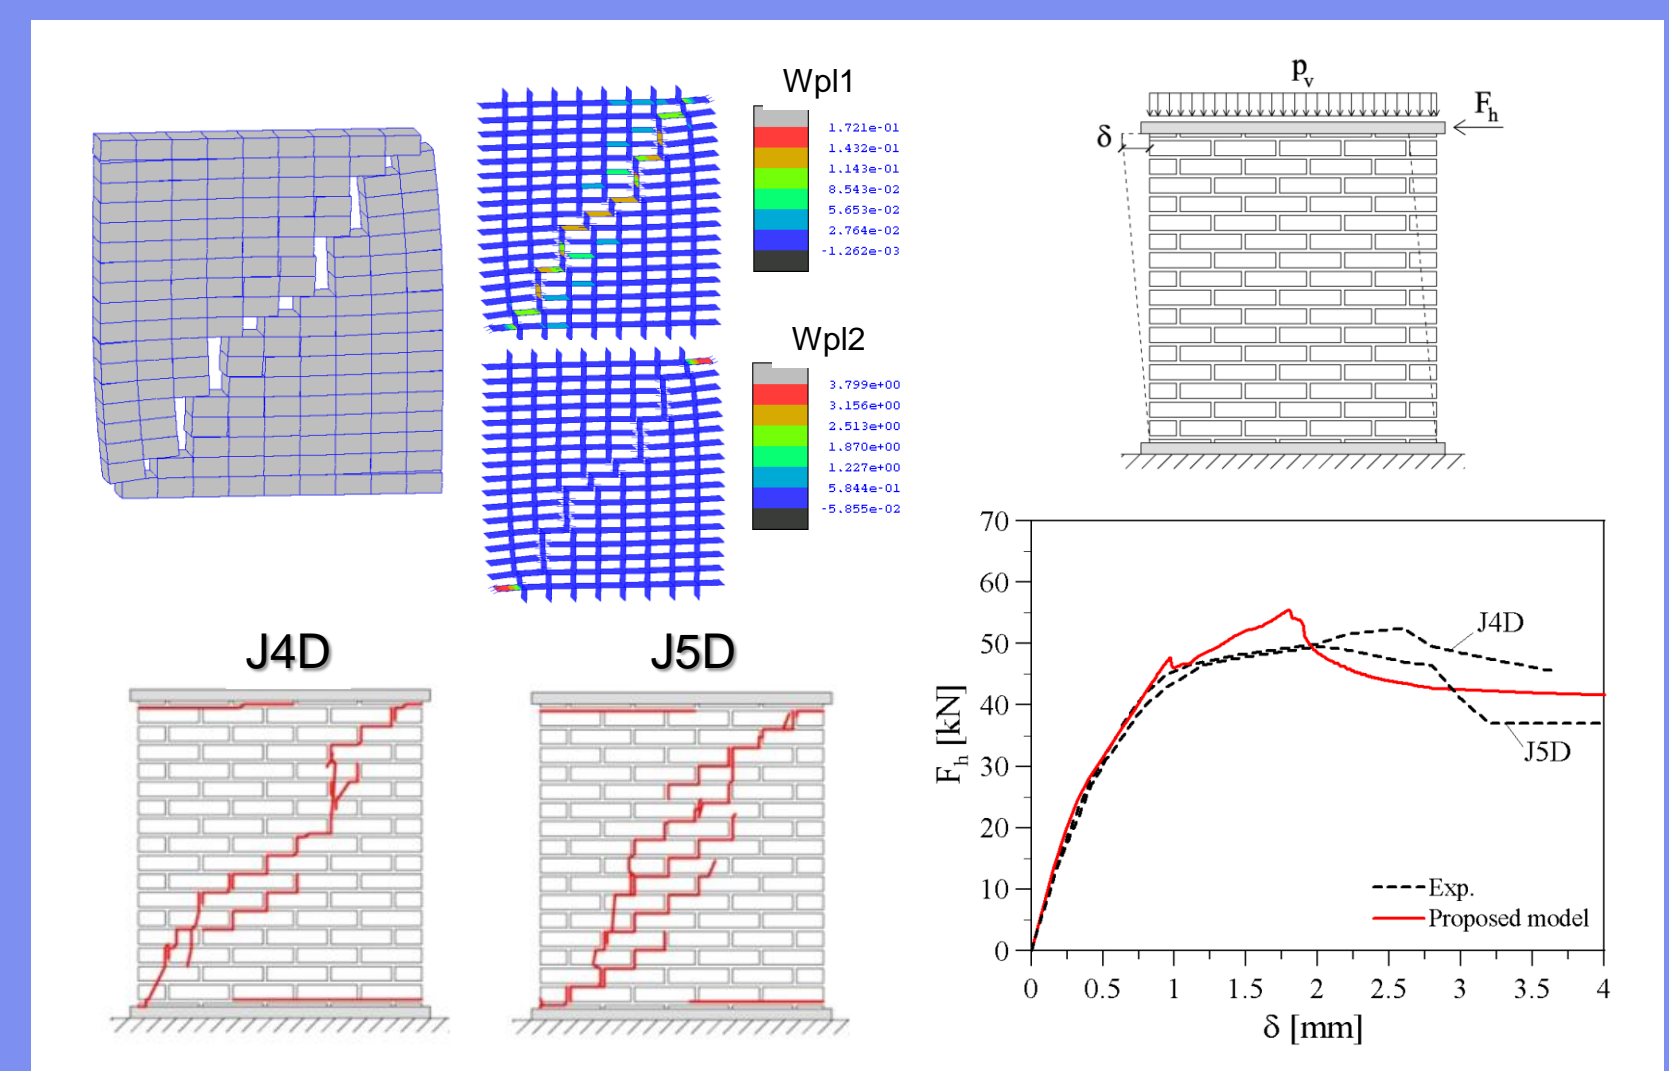 Wpl1
1.721e-01
1.432e-01
1.143e-01
8.543e-02
5.653e-02
2.764e-02
-1.262e-03
Wpl2
3.799e+00
3.156e+00
2.513e+00
1.870e+00
1.227e+00
5.844e-01
-5.855e-02
pv
Fh
δ
J4D
J5D
70
60
50
40
30
20
10
0
Fh [kN]
J4D
J5D
Exp.
Proposed model
0 0.5 1 1.5 2 2.5 3 3.5 4
δ [mm]